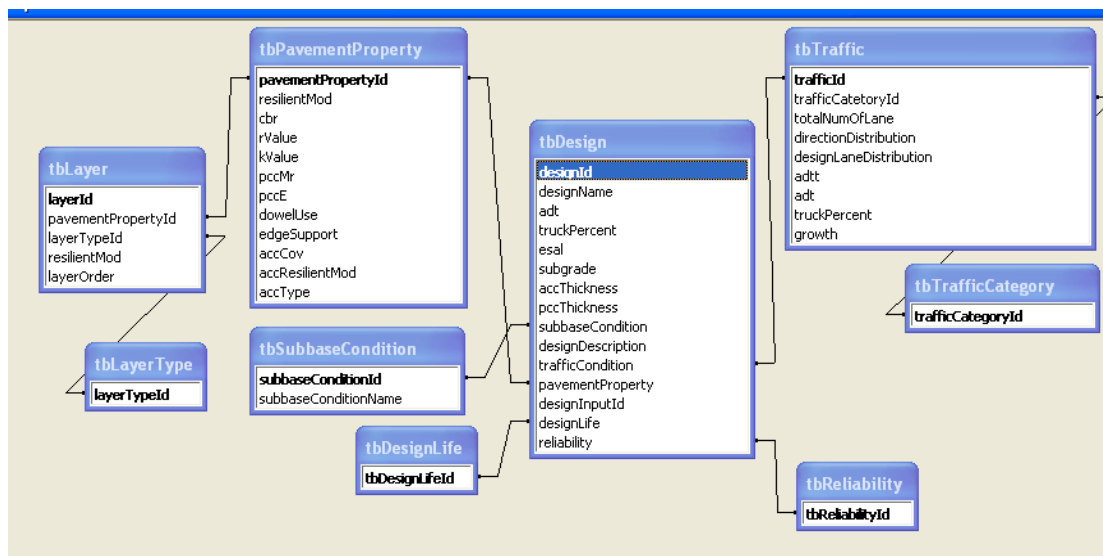 tbPavementProperty
pavementPropertyId
resilientMod
cbr
rValue
kValue
pccMr
pccE
dowelUse
edgeSupport
accCov
accResilientMod
accType
tbTraffic
trafficId
trafficCatetoryId
totalNumOfLane
directionDistribution
designLaneDistribution
adtt
adt
truckPercent
growth
tbDesign
designId
designName
adt
truckPercent
esal
subgrade
accThickness
pccThickness
subbaseCondition
designDescription
trafficCondition
pavementProperty
designInputId
designLife
reliability
tbLayer
layerId
pavementPropertyId
layerTypeId
resilientMod
layerOrder
tbTrafficCategory
trafficCategoryId
tbSubbaseCondition
subbaseConditionId
subbaseConditionName
tbLayerType
layerTypeId
tbDesignLife
tbDesignLifeId
tbReliability
tbReliabilityId